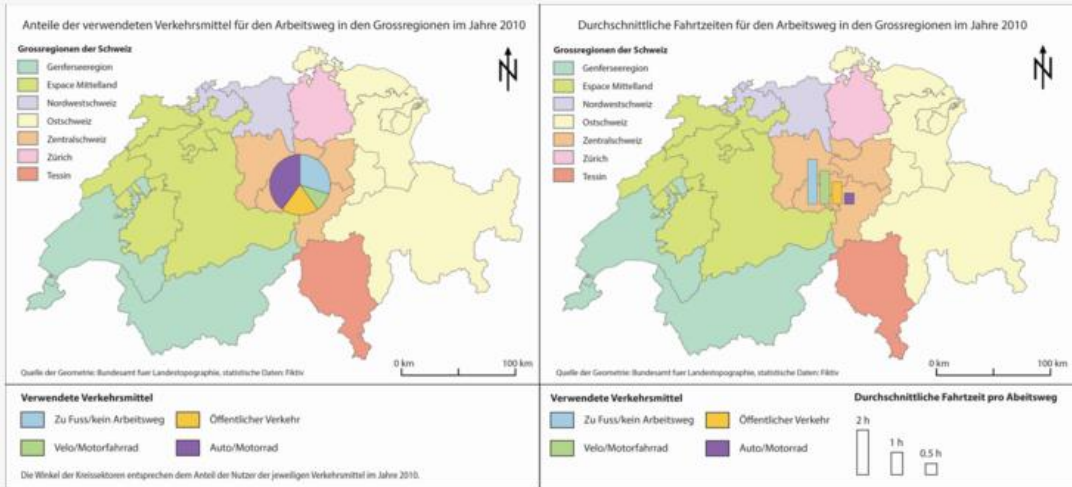 Anteile der verwendeten Verkehrsmittel für den Arbeitsweg in den Grossregionen im Jahre 2010
Grossregionen der Schweiz
Genferseeregion
Espace Mittelland
Nordwestschweiz
Ostschweiz
Zentralschweiz
Zürich
Tessin
N
0 km 100 km
Quelle der Geometrie: Bundesamt fuer Landestopographie, statistische Daten: Fiktiv
Verwendete Verkehrsmittel
Zu Fuss/kein Arbeitsweg
Öffentlicher Verkehr
Velo/Motorfahrrad
Auto/Motorrad
Die Winkel der Kreissektoren entsprechen dem Anteil der Nutzer der jeweiligen Verkehrsmittel im Jahre 2010.
Durchschnittliche Fahrtzeiten für den Arbeitsweg in den Grossregionen im Jahre 2010
Grossregionen der Schweiz
Genferseeregion
Espace Mittelland
Nordwestschweiz
Ostschweiz
Zentralschweiz
Zürich
Tessin
N
0 km 100 km
Quelle der Geometrie: Bundesamt fuer Landestopographie, statistische Daten: Fiktiv
Verwendete Verkehrsmittel
Zu Fuss/kein Arbeitsweg
Öffentlicher Verkehr
Velo/Motorfahrrad
Auto/Motorrad
Durchschnittliche Fahrtzeit pro Abeitsweg
2 h
1 h
0.5 h